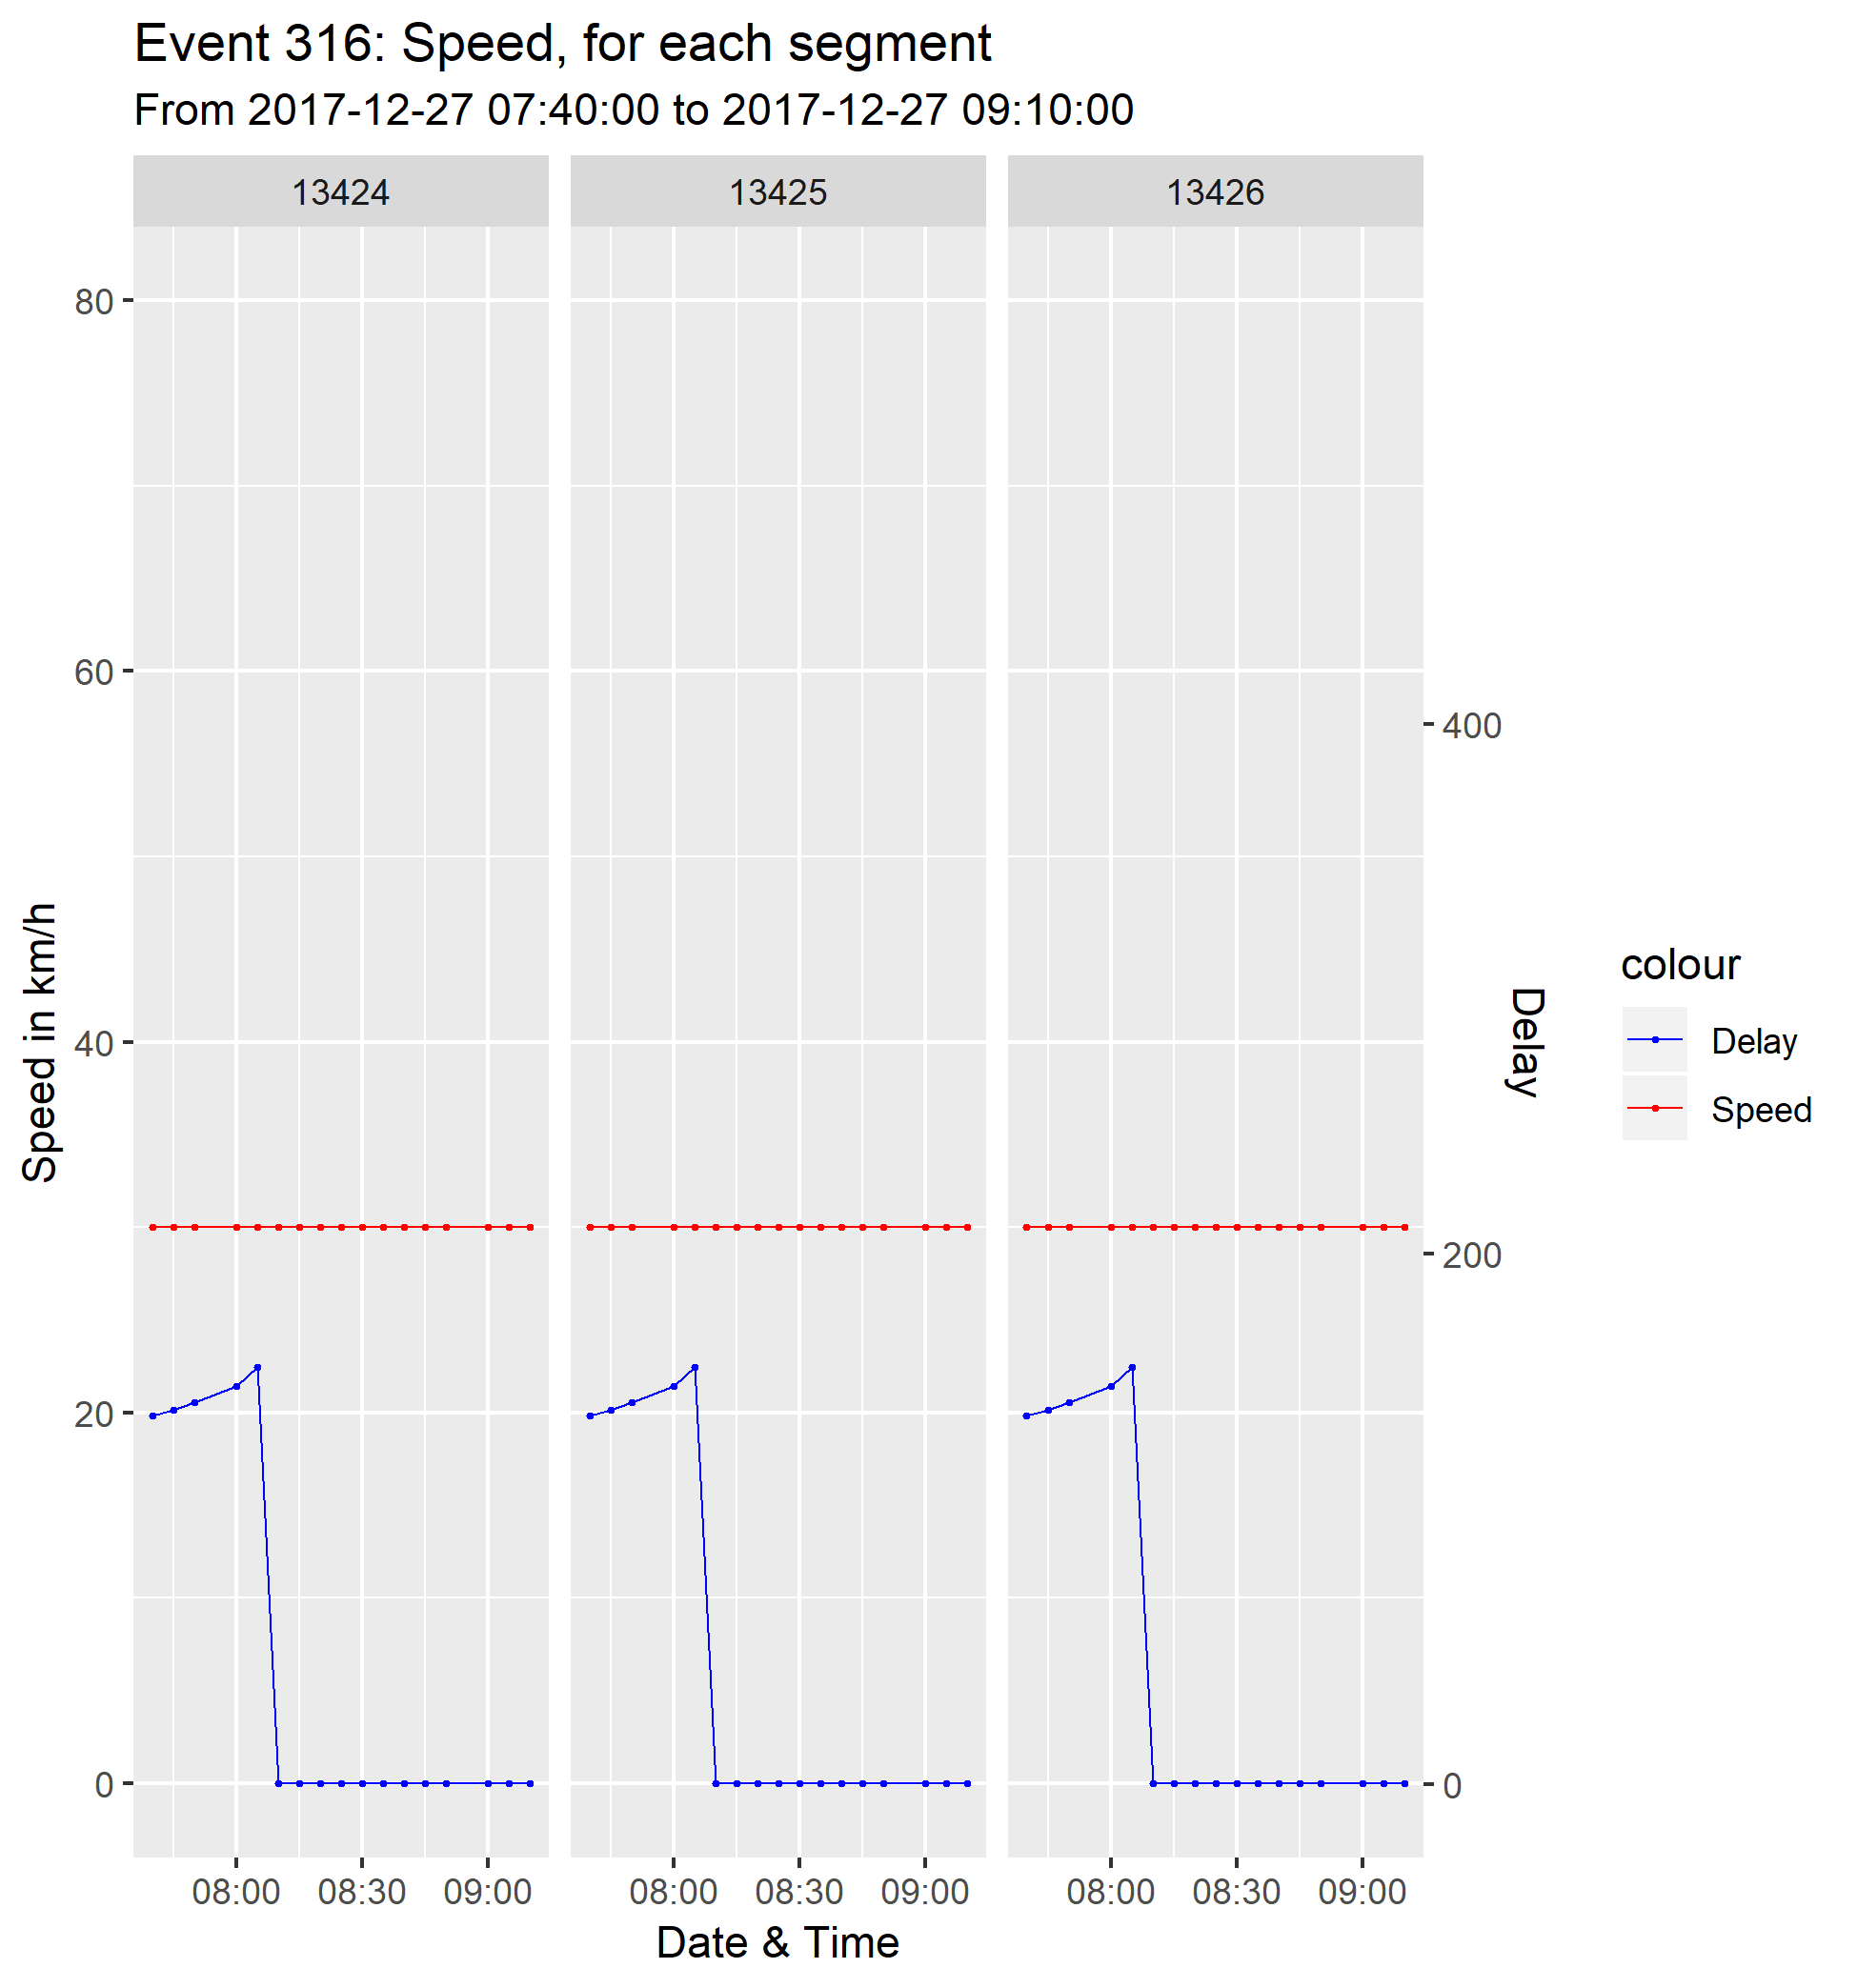 Event 316: Speed, for each segment
From 2017-12-27 07:40:00 to 2017-12-27 09:10:00
13424 13425 13426
80
60
40
20
0
Speed in km/h
400
200
0
Delay
colour
Delay
Speed
08:00 08:30 09:00 08:00 08:30 09:00 08:00 08:30 09:00
Date & Time